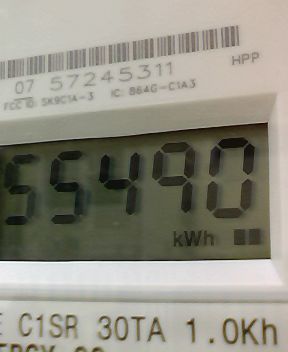 07 57245311
HPP
FCC ID: SK9C1A-3 IC: 864G-C1A3
55490
kWh
C1SR 30TA 1.0Kh